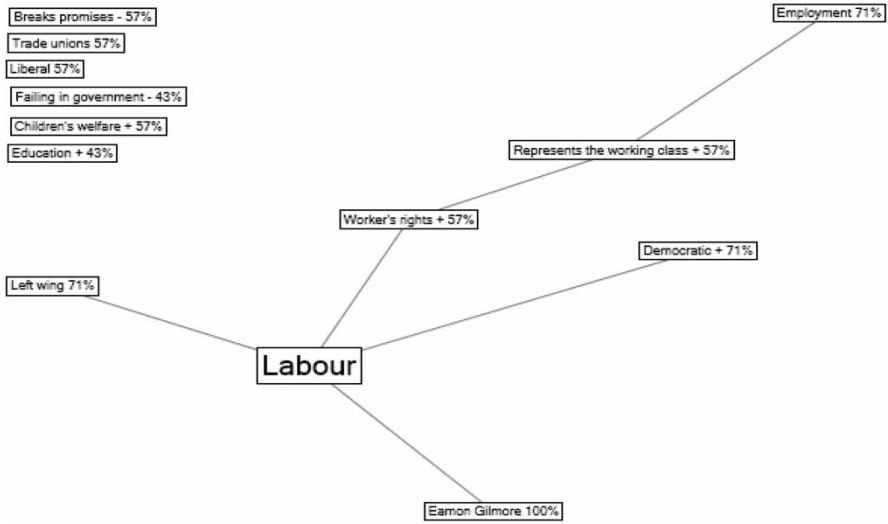 Breaks promises - 57%
Employment 71%
Trade unions 57%
Liberal 57%
Failing in government - 43%
Children's welfare + 57%
Education + 43%
Represents the working class + 57%
Worker's rights + 57%
Democratic + 71%
Left wing 71%
Labour
Eamon Gilmore 100%